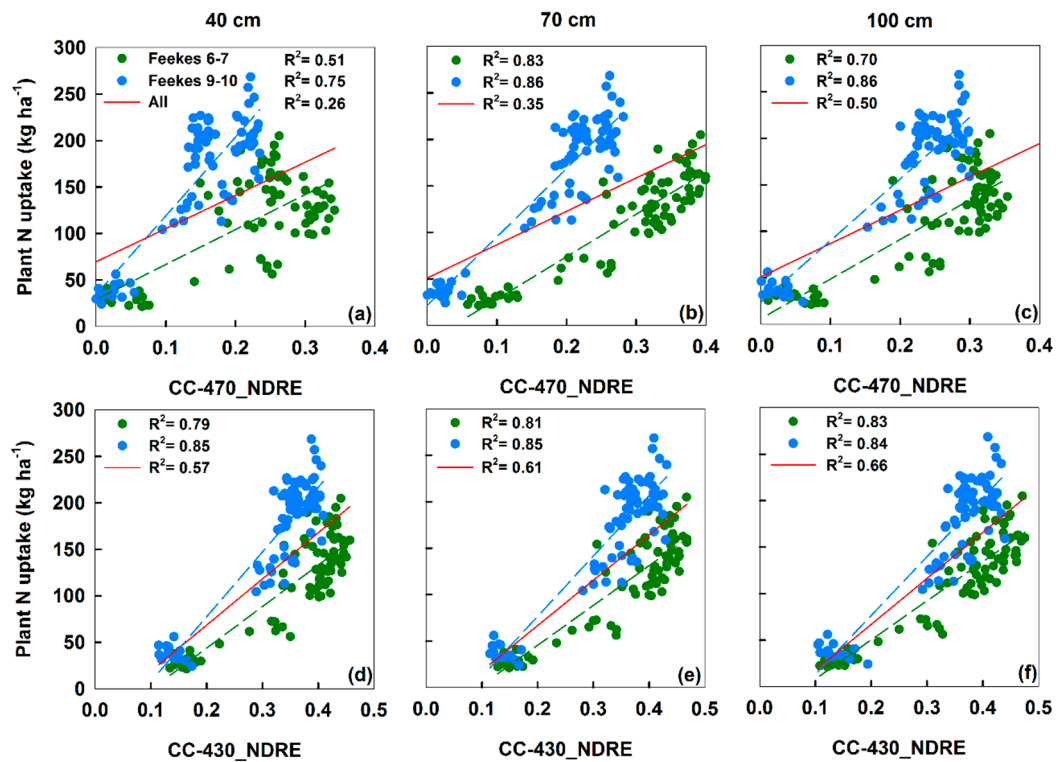 40 cm 70 cm 100 cm
300
250
200
150
100
50
0
Plant N uptake (kg ha⁻¹)
Feekes 6-7 R²= 0.51
Feekes 9-10 R²= 0.75
All R²= 0.26
(a)
0.0 0.1 0.2 0.3 0.4
CC-470_NDRE
R²= 0.83
R²= 0.86
R²= 0.35
(b)
0.0 0.1 0.2 0.3 0.4
CC-470_NDRE
R²= 0.70
R²= 0.86
R²= 0.50
(c)
0.0 0.1 0.2 0.3 0.4
CC-470_NDRE
300
250
200
150
100
50
0
Plant N uptake (kg ha⁻¹)
R²= 0.79
R²= 0.85
R²= 0.57
(d)
0.0 0.1 0.2 0.3 0.4 0.5
CC-430_NDRE
R²= 0.81
R²= 0.85
R²= 0.61
(e)
0.0 0.1 0.2 0.3 0.4 0.5
CC-430_NDRE
R²= 0.83
R²= 0.84
R²= 0.66
(f)
0.0 0.1 0.2 0.3 0.4 0.5
CC-430_NDRE